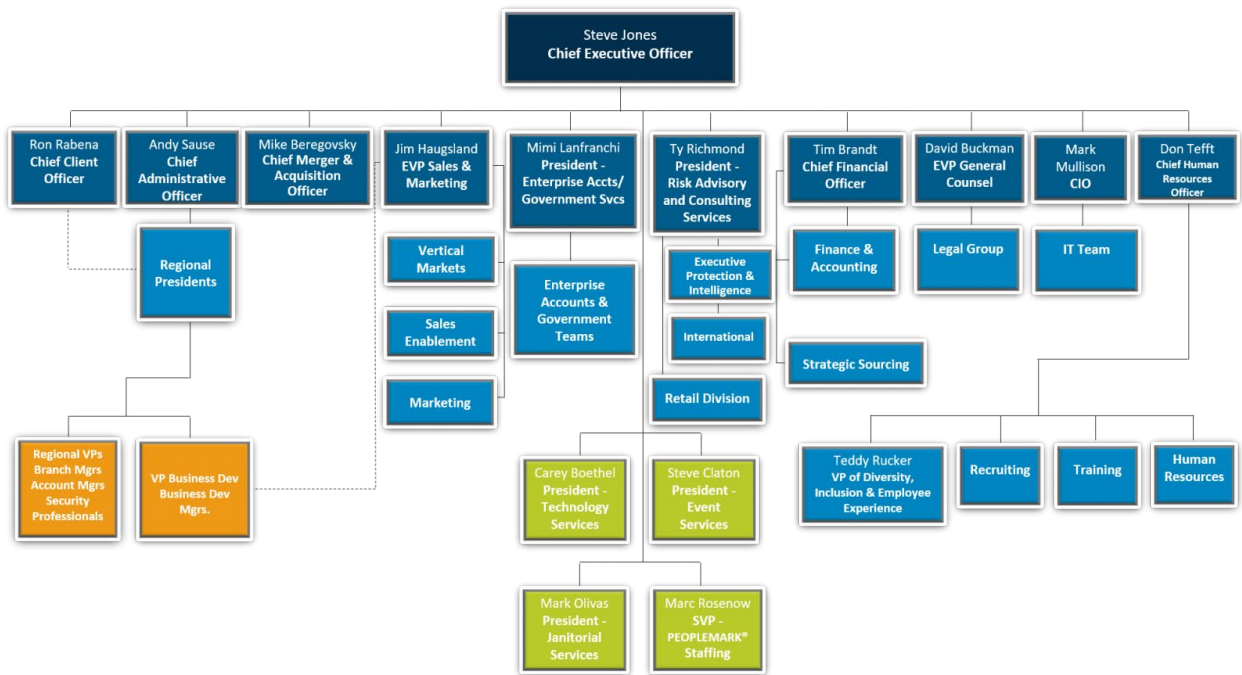 Steve Jones
Chief Executive Officer
Ron Rabena
Chief Client
Officer
Andy Sause
Chief
Administrative
Officer
Mike Beregovsky
Chief Merger &
Acquisition
Officer
Jim Haugsland
EVP Sales &
Marketing
Mimi Lanfranchi
President -
Enterprise Accts/
Government Svcs
Ty Richmond
President -
Risk Advisory
and Consulting
Services
Tim Brandt
Chief Financial
Officer
David Buckman
EVP General
Counsel
Mark
Mullison
CIO
Don Tefft
Chief Human
Resources
Officer
Regional
Presidents
Vertical
Markets
Sales
Enablement
Marketing
Enterprise
Accounts &
Government
Teams
Executive
Protection &
Intelligence
International
Retail Division
Finance &
Accounting
Strategic Sourcing
Legal Group
IT Team
Regional VPs
Branch Mgrs
Account Mgrs
Security
Professionals
VP Business Dev
Business Dev
Mgrs.
Carey Boethel
President -
Technology
Services
Steve Claton
President -
Event
Services
Teddy Rucker
VP of Diversity,
Inclusion & Employee
Experience
Recruiting
Training
Human
Resources
Mark Olivas
President -
Janitorial
Services
Marc Rosenow
SVP -
PEOPLEMARK®
Staffing